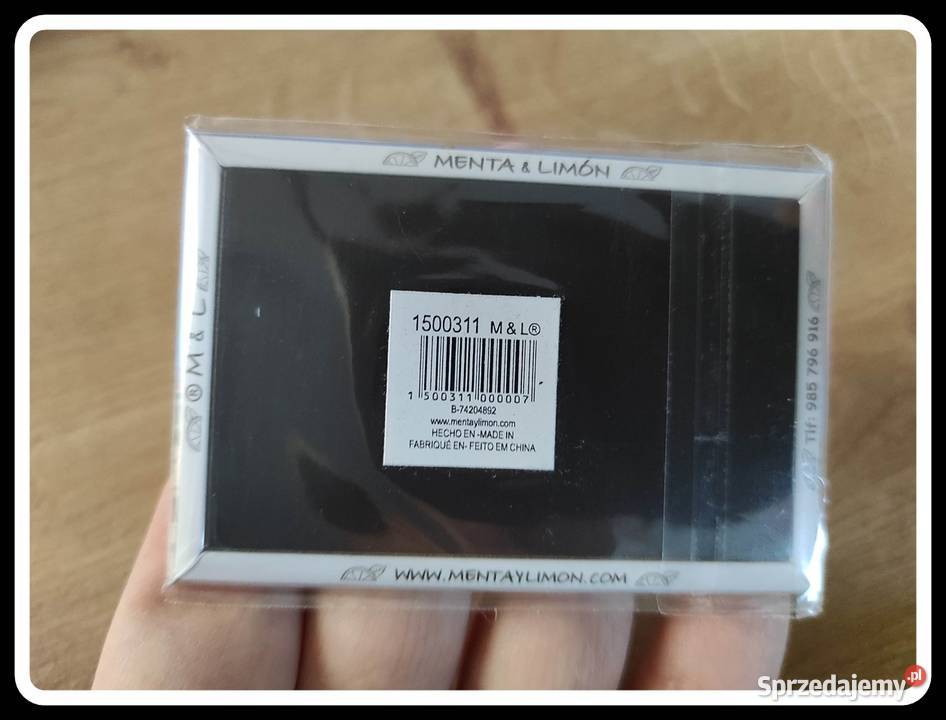 MENTA & LIMÓN
® M & L
1500311 M & L®
1 500311 000007
B-74204892
www.mentaylimon.com
HECHO EN -MADE IN
FABRIQUÉ EN- FEITO EM CHINA
Tlf: 985 796 916
WWW.MENTAYLIMON.COM
Sprzedajemy.pl